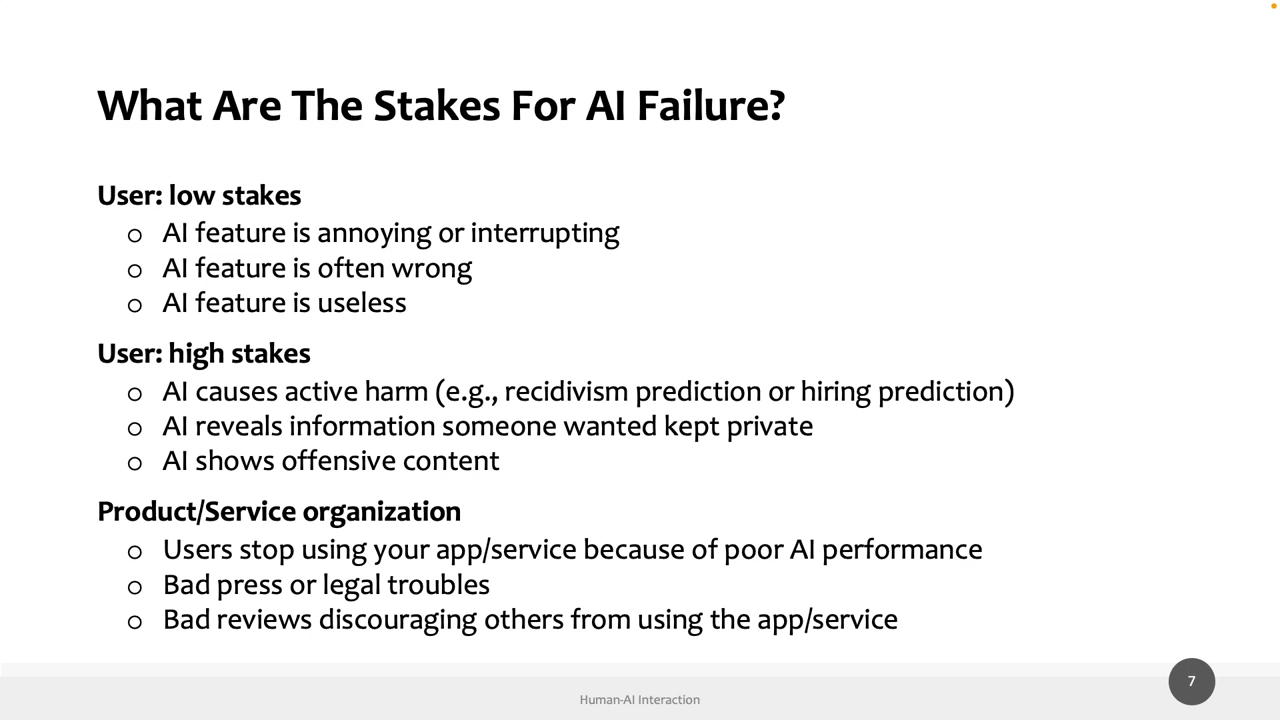 What Are The Stakes For AI Failure?
User: low stakes
o AI feature is annoying or interrupting
o AI feature is often wrong
o AI feature is useless
User: high stakes
o AI causes active harm (e.g., recidivism prediction or hiring prediction)
o AI reveals information someone wanted kept private
o AI shows offensive content
Product/Service organization
o Users stop using your app/service because of poor AI performance
o Bad press or legal troubles
o Bad reviews discouraging others from using the app/service
7
Human-AI Interaction